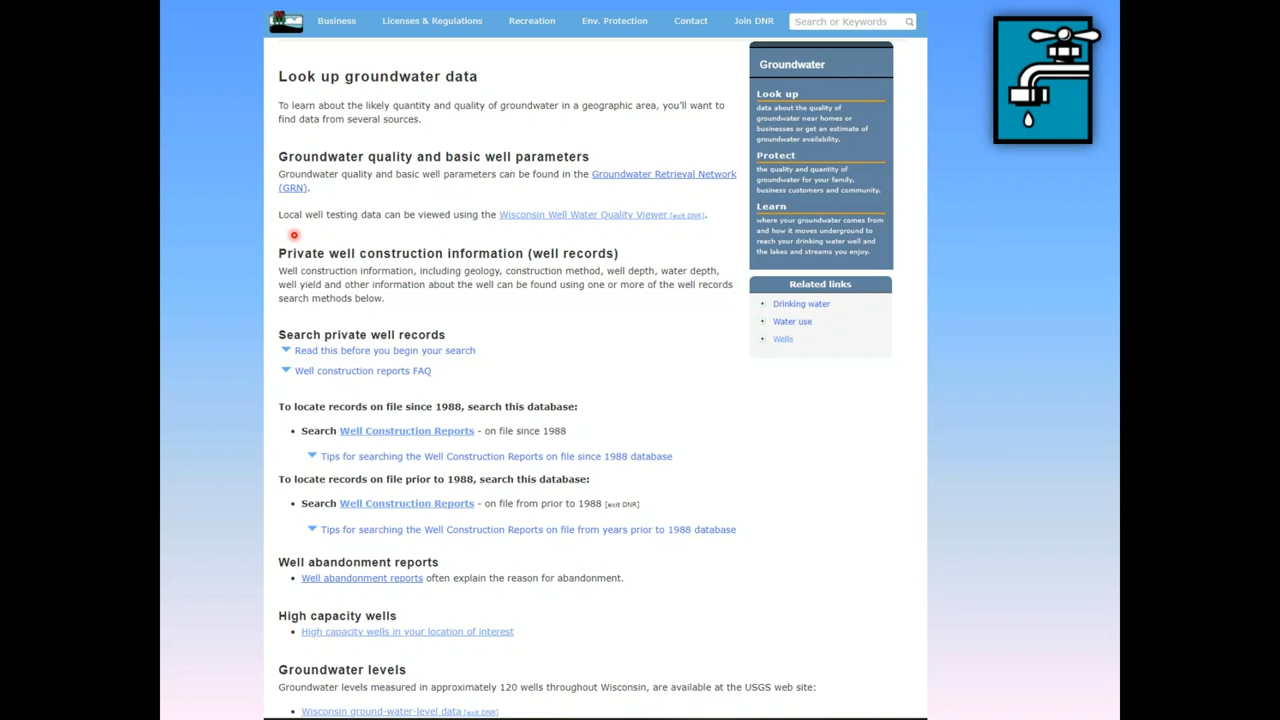 Business Licenses & Regulations Recreation Env. Protection Contact Join DNR Search or Keywords
Look up groundwater data
To learn about the likely quantity and quality of groundwater in a geographic area, you'll want to
find data from several sources.
Groundwater quality and basic well parameters
Groundwater quality and basic well parameters can be found in the Groundwater Retrieval Network
(GRN).
Local well testing data can be viewed using the Wisconsin Well Water Quality Viewer [exit DNR].
Private well construction information (well records)
Well construction information, including geology, construction method, well depth, water depth,
well yield and other information about the well can be found using one or more of the well records
search methods below.
Search private well records
Read this before you begin your search
Well construction reports FAQ
To locate records on file since 1988, search this database:
• Search Well Construction Reports - on file since 1988
Tips for searching the Well Construction Reports on file since 1988 database
To locate records on file prior to 1988, search this database:
• Search Well Construction Reports - on file from prior to 1988 [exit DNR]
Tips for searching the Well Construction Reports on file from years prior to 1988 database
Well abandonment reports
• Well abandonment reports often explain the reason for abandonment.
High capacity wells
• High capacity wells in your location of interest
Groundwater levels
Groundwater levels measured in approximately 120 wells throughout Wisconsin, are available at the USGS web site:
• Wisconsin ground-water-level data [exit DNR]
Groundwater
Look up
data about the quality of
groundwater near homes or
businesses or get an estimate of
groundwater availability.
Protect
the quality and quantity of
groundwater for your family,
business customers and community.
Learn
where your groundwater comes from
and how it moves underground to
reach your drinking water well and
the lakes and streams you enjoy.
Related links
Drinking water
Water use
Wells